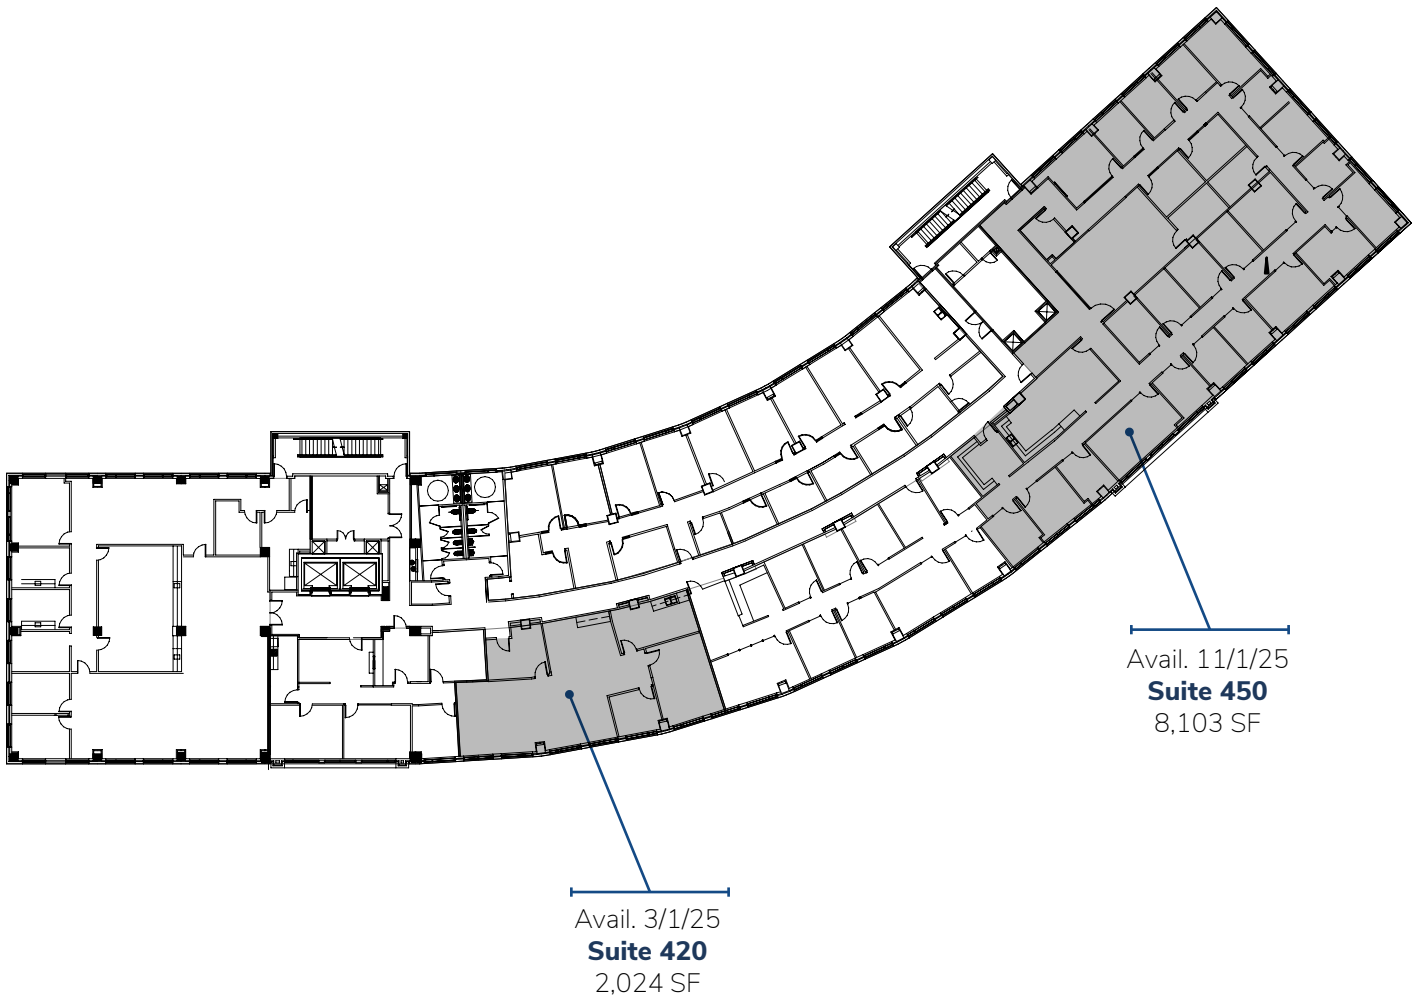 Avail. 11/1/25
Suite 450
8,103 SF
Avail. 3/1/25
Suite 420
2,024 SF